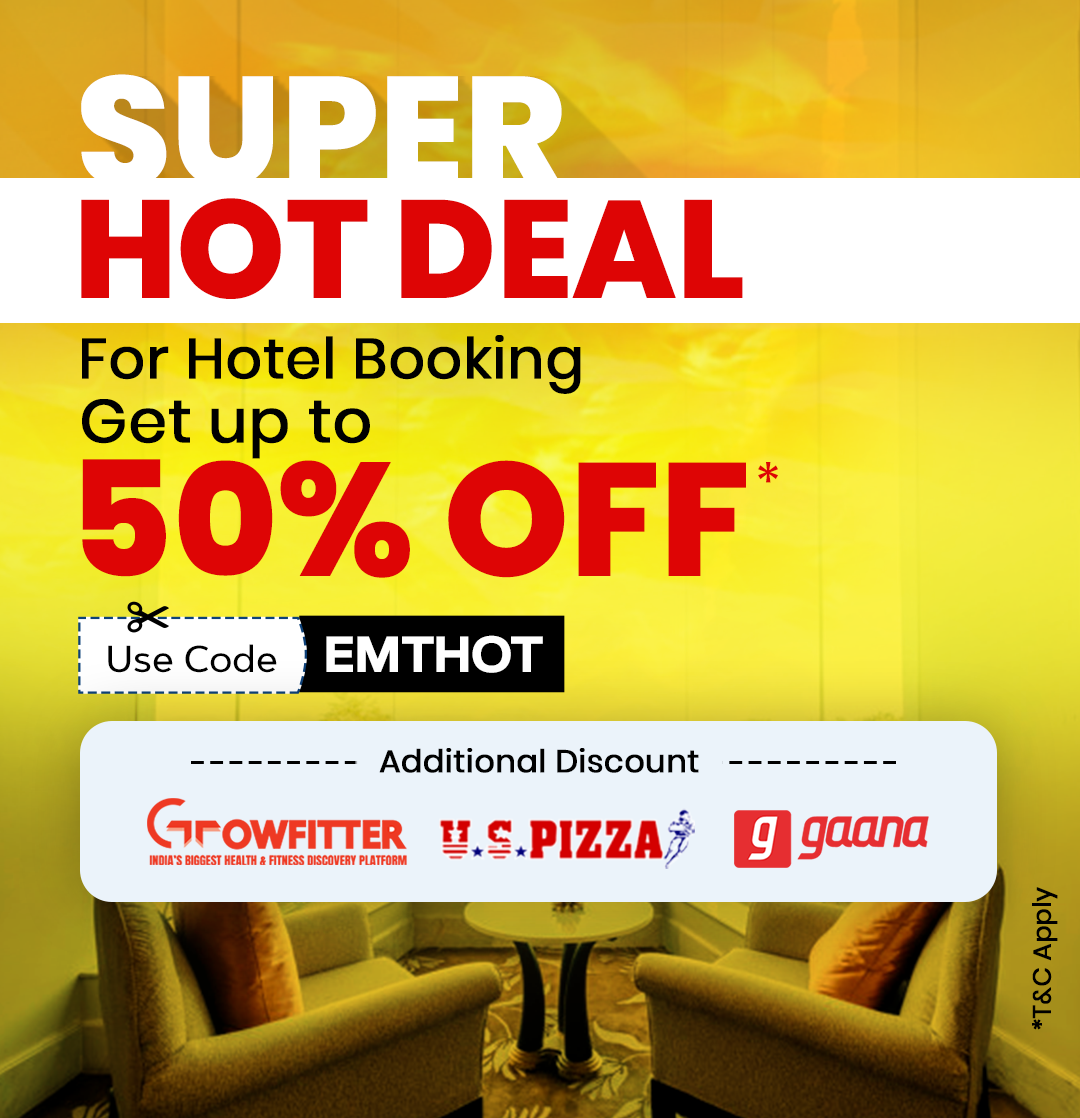 SUPER
HOT DEAL
For Hotel Booking
Get up to
50% OFF*
Use Code EMTHOT
Additional Discount
GROWFITTER
INDIA'S BIGGEST HEALTH & FITNESS DISCOVERY PLATFORM
U.S.PIZZA
g gaana
*T&C Apply